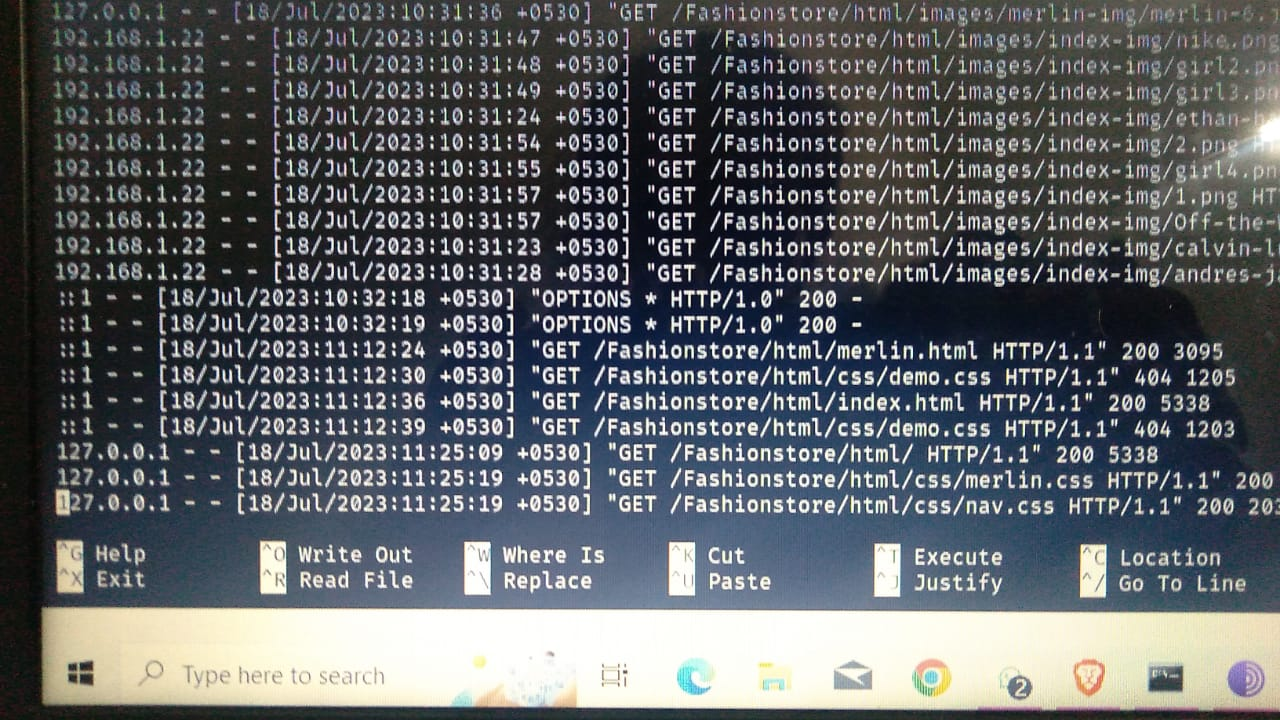 127.0.0.1 - - [18/Jul/2023:10:31:36 +0530] "GET /Fashionstore/html/images/merlin-img/merlin-6.
192.168.1.22 - - [18/Jul/2023:10:31:47 +0530] "GET /Fashionstore/html/images/index-img/nike.png
192.168.1.22 - - [18/Jul/2023:10:31:48 +0530] "GET /Fashionstore/html/images/index-img/girl2.pn
192.168.1.22 - - [18/Jul/2023:10:31:49 +0530] "GET /Fashionstore/html/images/index-img/girl3.pn
192.168.1.22 - - [18/Jul/2023:10:31:24 +0530] "GET /Fashionstore/html/images/index-img/ethan-
192.168.1.22 - - [18/Jul/2023:10:31:54 +0530] "GET /Fashionstore/html/images/index-img/2.png
192.168.1.22 - - [18/Jul/2023:10:31:55 +0530] "GET /Fashionstore/html/images/index-img/girl4.pn
192.168.1.22 - - [18/Jul/2023:10:31:57 +0530] "GET /Fashionstore/html/images/index-img/1.png HT
192.168.1.22 - - [18/Jul/2023:10:31:57 +0530] "GET /Fashionstore/html/images/index-img/Off-the-
192.168.1.22 - - [18/Jul/2023:10:31:23 +0530] "GET /Fashionstore/html/images/index-img/calvin-l
192.168.1.22 - - [18/Jul/2023:10:31:28 +0530] "GET /Fashionstore/html/images/index-img/andres-j
::1 - - [18/Jul/2023:10:32:18 +0530] "OPTIONS * HTTP/1.0" 200 -
::1 - - [18/Jul/2023:10:32:19 +0530] "OPTIONS * HTTP/1.0" 200 -
::1 - - [18/Jul/2023:11:12:24 +0530] "GET /Fashionstore/html/merlin.html HTTP/1.1" 200 3095
::1 - - [18/Jul/2023:11:12:30 +0530] "GET /Fashionstore/html/css/demo.css HTTP/1.1" 404 1205
::1 - - [18/Jul/2023:11:12:36 +0530] "GET /Fashionstore/html/index.html HTTP/1.1" 200 5338
::1 - - [18/Jul/2023:11:12:39 +0530] "GET /Fashionstore/html/css/demo.css HTTP/1.1" 404 1203
127.0.0.1 - - [18/Jul/2023:11:25:09 +0530] "GET /Fashionstore/html/ HTTP/1.1" 200 5338
127.0.0.1 - - [18/Jul/2023:11:25:19 +0530] "GET /Fashionstore/html/css/merlin.css HTTP/1.1" 200
127.0.0.1 - - [18/Jul/2023:11:25:19 +0530] "GET /Fashionstore/html/css/nav.css HTTP/1.1" 200 203
^G Help ^O Write Out ^W Where Is ^K Cut ^T Execute ^C Location
^X Exit ^R Read File ^\ Replace ^U Paste ^J Justify ^/ Go To Line
Type here to search
2